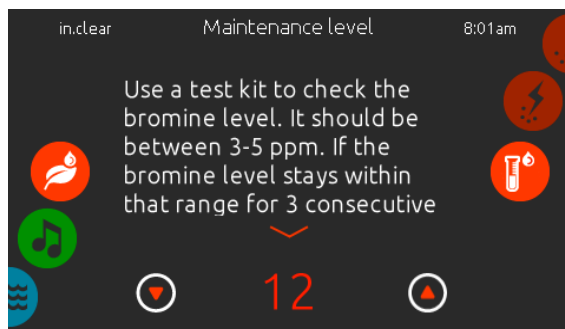 in.clear Maintenance level 8:01am
Use a test kit to check the
bromine level. It should be
between 3-5 ppm. If the
bromine level stays within
that range for 3 consecutive
12